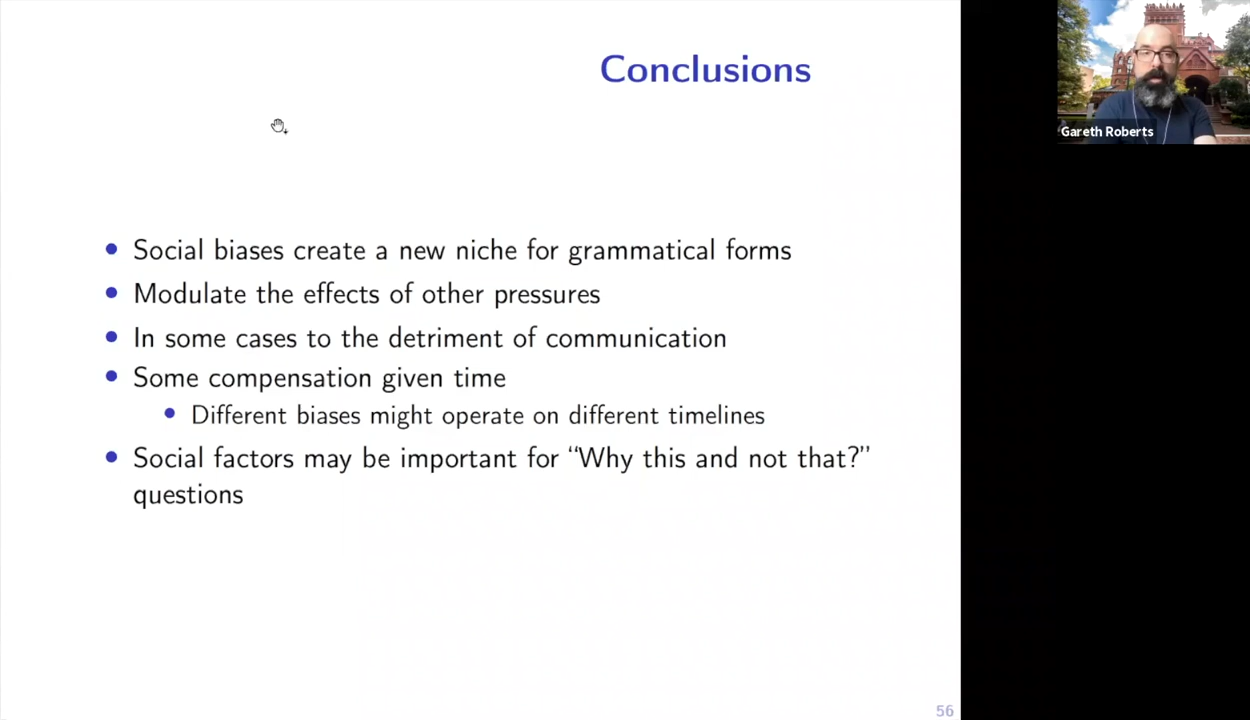 Conclusions
Gareth Roberts
Social biases create a new niche for grammatical forms
Modulate the effects of other pressures
In some cases to the detriment of communication
Some compensation given time
Different biases might operate on different timelines
Social factors may be important for “Why this and not that?”
questions
56